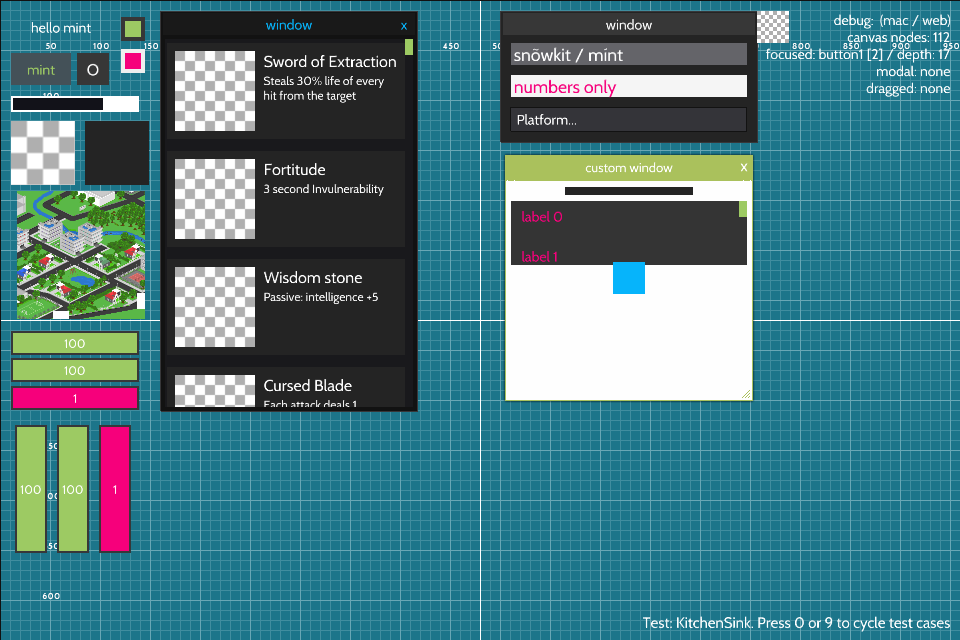 hello mint
50
100
150
mint
O
100
100
100
1
50
100
100
1
00
50
600
window
x
Sword of Extraction
Steals 30% life of every
hit from the target
Fortitude
3 second Invulnerability
Wisdom stone
Passive: intelligence +5
Cursed Blade
Each attack deals 1
450
50
window
snõwkit / mint
numbers only
Platform...
custom window
x
label 0
label 1
debug: (mac / web)
canvas nodes: 112
800
850
900
950
focused: button1 [2] / depth: 17
modal: none
dragged: none
Test: KitchenSink. Press 0 or 9 to cycle test cases